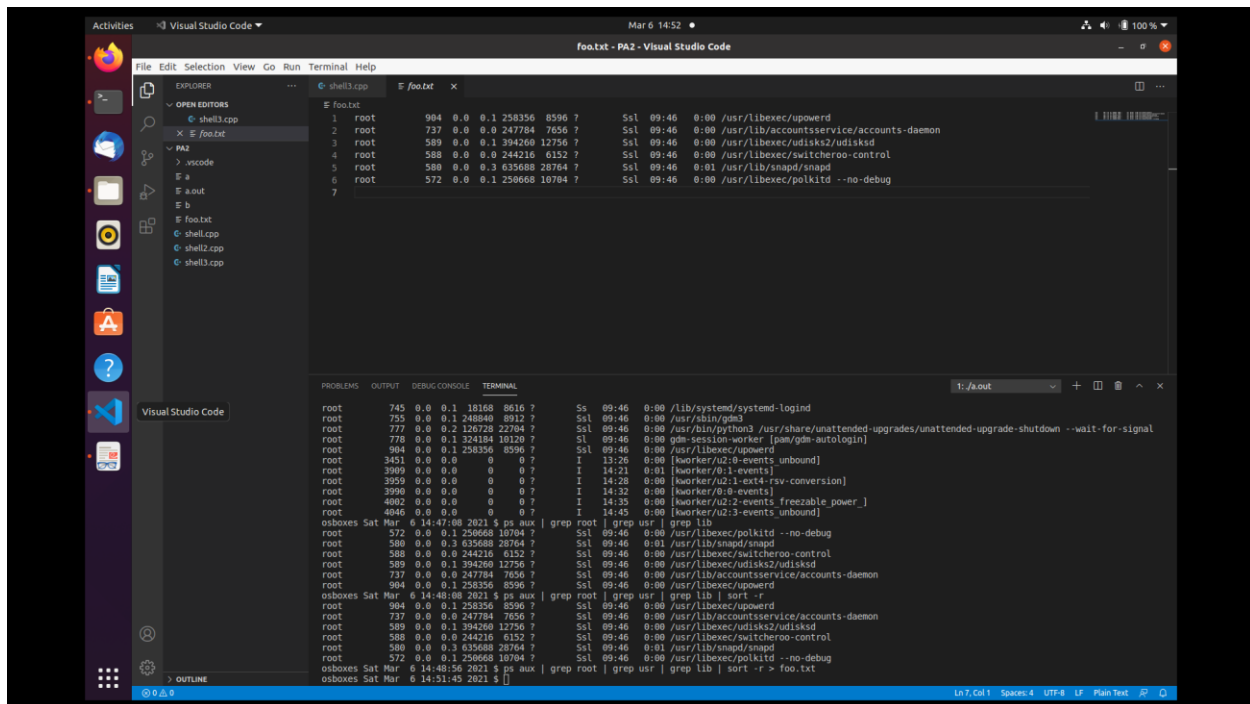 Activities Visual Studio Code Mar 6 14:52 100 %
foo.txt - PA2 - Visual Studio Code
File Edit Selection View Go Run Terminal Help
EXPLORER
OPEN EDITORS
shell3.cpp
foo.txt
PA2
.vscode
a
a.out
b
foo.txt
shell.cpp
shell2.cpp
shell3.cpp
OUTLINE
Visual Studio Code
shell3.cpp foo.txt
foo.txt
1 root 904 0.0 0.1 258356 8596 ? Ssl 09:46 0:00 /usr/libexec/upowerd
2 root 737 0.0 0.0 247784 7656 ? Ssl 09:46 0:00 /usr/lib/accountsservice/accounts-daemon
3 root 589 0.0 0.1 394260 12756 ? Ssl 09:46 0:00 /usr/libexec/udisks2/udisksd
4 root 588 0.0 0.0 244216 6152 ? Ssl 09:46 0:00 /usr/libexec/switcheroo-control
5 root 580 0.0 0.3 635688 28764 ? Ssl 09:46 0:01 /usr/lib/snapd/snapd
6 root 572 0.0 0.1 250668 10704 ? Ssl 09:46 0:00 /usr/libexec/polkitd --no-debug
7
PROBLEMS OUTPUT DEBUG CONSOLE TERMINAL 1: ./a.out
root 745 0.0 0.1 18168 8616 ? Ss 09:46 0:00 /lib/systemd/systemd-logind
root 755 0.0 0.1 248840 8912 ? Ssl 09:46 0:00 /usr/sbin/gdm3
root 777 0.0 0.2 126728 22704 ? Ssl 09:46 0:00 /usr/bin/python3 /usr/share/unattended-upgrades/unattended-upgrade-shutdown --wait-for-signal
root 778 0.0 0.1 324184 10120 ? Sl 09:46 0:00 gdm-session-worker [pam/gdm-autologin]
root 904 0.0 0.1 258356 8596 ? Ssl 09:46 0:00 /usr/libexec/upowerd
root 3451 0.0 0.0 0 0 ? I 13:26 0:00 [kworker/u2:0-events_unbound]
root 3909 0.0 0.0 0 0 ? I 14:21 0:01 [kworker/0:1-events]
root 3959 0.0 0.0 0 0 ? I 14:28 0:00 [kworker/u2:1-ext4-rsv-conversion]
root 3990 0.0 0.0 0 0 ? I 14:32 0:00 [kworker/0:0-events]
root 4002 0.0 0.0 0 0 ? I 14:35 0:00 [kworker/u2:2-events_freezable_power_]
root 4046 0.0 0.0 0 0 ? I 14:45 0:00 [kworker/u2:3-events_unbound]
osboxes Sat Mar 6 14:47:08 2021 $ ps aux | grep root | grep usr | grep lib
root 572 0.0 0.1 250668 10704 ? Ssl 09:46 0:00 /usr/libexec/polkitd --no-debug
root 580 0.0 0.3 635688 28764 ? Ssl 09:46 0:01 /usr/lib/snapd/snapd
root 588 0.0 0.0 244216 6152 ? Ssl 09:46 0:00 /usr/libexec/switcheroo-control
root 589 0.0 0.1 394260 12756 ? Ssl 09:46 0:00 /usr/libexec/udisks2/udisksd
root 737 0.0 0.0 247784 7656 ? Ssl 09:46 0:00 /usr/lib/accountsservice/accounts-daemon
root 904 0.0 0.1 258356 8596 ? Ssl 09:46 0:00 /usr/libexec/upowerd
osboxes Sat Mar 6 14:48:08 2021 $ ps aux | grep root | grep usr | grep lib | sort -r
root 904 0.0 0.1 258356 8596 ? Ssl 09:46 0:00 /usr/libexec/upowerd
root 737 0.0 0.0 247784 7656 ? Ssl 09:46 0:00 /usr/lib/accountsservice/accounts-daemon
root 589 0.0 0.1 394260 12756 ? Ssl 09:46 0:00 /usr/libexec/udisks2/udisksd
root 588 0.0 0.0 244216 6152 ? Ssl 09:46 0:00 /usr/libexec/switcheroo-control
root 580 0.0 0.3 635688 28764 ? Ssl 09:46 0:01 /usr/lib/snapd/snapd
root 572 0.0 0.1 250668 10704 ? Ssl 09:46 0:00 /usr/libexec/polkitd --no-debug
osboxes Sat Mar 6 14:48:56 2021 $ ps aux | grep root | grep usr | grep lib | sort -r > foo.txt
osboxes Sat Mar 6 14:51:45 2021 $
0 0 Ln 7, Col 1 Spaces: 4 UTF-8 LF Plain Text